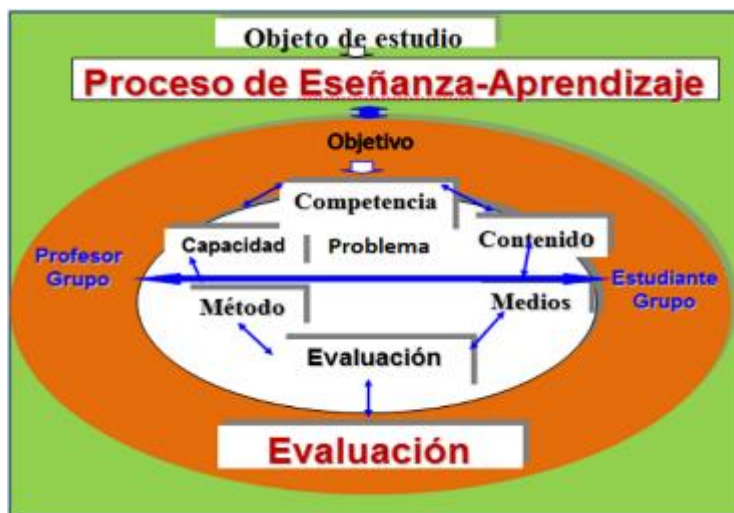 Objeto de estudio
Proceso de Eseñanza-Aprendizaje
Objetivo
Competencia
Capacidad
Problema
Contenido
Profesor
Grupo
Estudiante
Grupo
Método
Medios
Evaluación
Evaluación